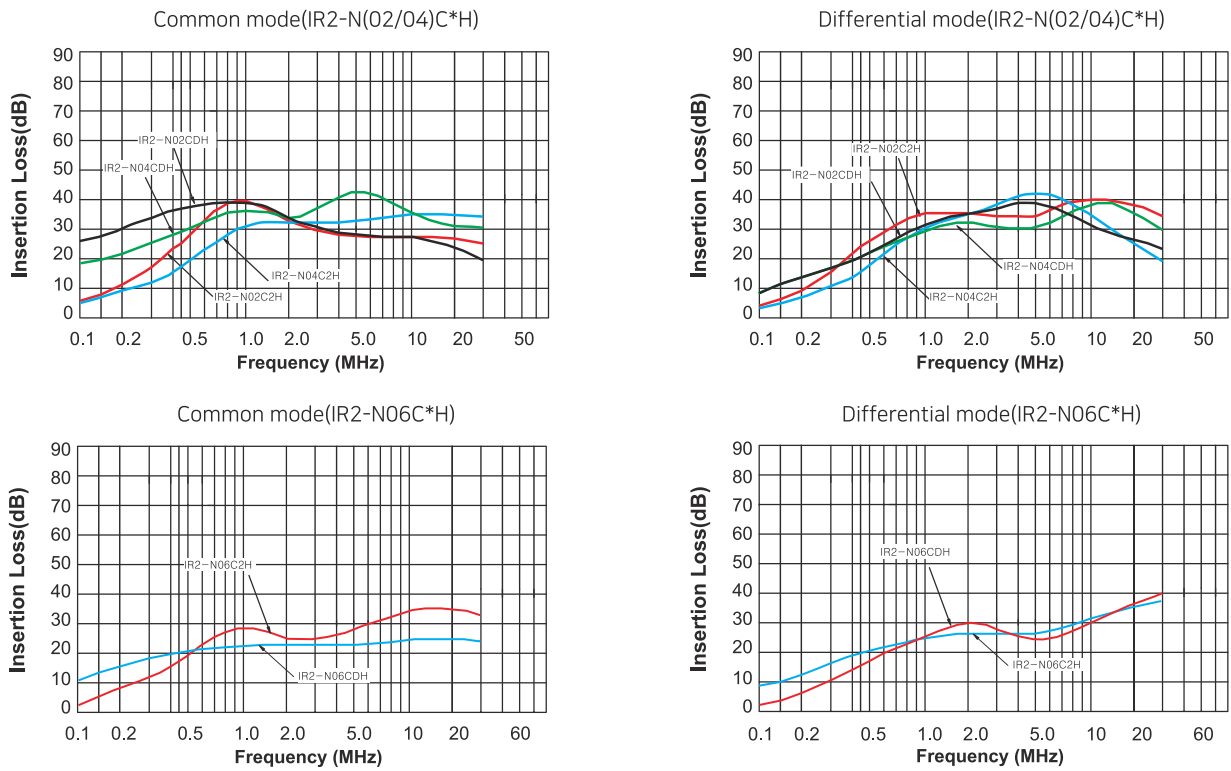 Common mode(IR2-N(02/04)C*H)
Insertion Loss(dB)
90
80
70
60
50
40
30
20
10
0
IR2-N02CDH
IR2-N04CDH
IR2-N04C2H
IR2-N02C2H
0.1 0.2 0.5 1.0 2.0 5.0 10 20 50
Frequency (MHz)
Differential mode(IR2-N(02/04)C*H)
Insertion Loss(dB)
90
80
70
60
50
40
30
20
10
0
IR2-N02C2H
IR2-N02CDH
IR2-N04CDH
IR2-N04C2H
0.1 0.2 0.5 1.0 2.0 5.0 10 20 50
Frequency (MHz)
Common mode(IR2-N06C*H)
Insertion Loss(dB)
90
80
70
60
50
40
30
20
10
0
IR2-N06C2H
IR2-N06CDH
0.1 0.2 0.5 1.0 2.0 5.0 10 20 60
Frequency (MHz)
Differential mode(IR2-N06C*H)
Insertion Loss(dB)
90
80
70
60
50
40
30
20
10
0
IR2-N06CDH
IR2-N06C2H
0.1 0.2 0.5 1.0 2.0 5.0 10 20 60
Frequency (MHz)